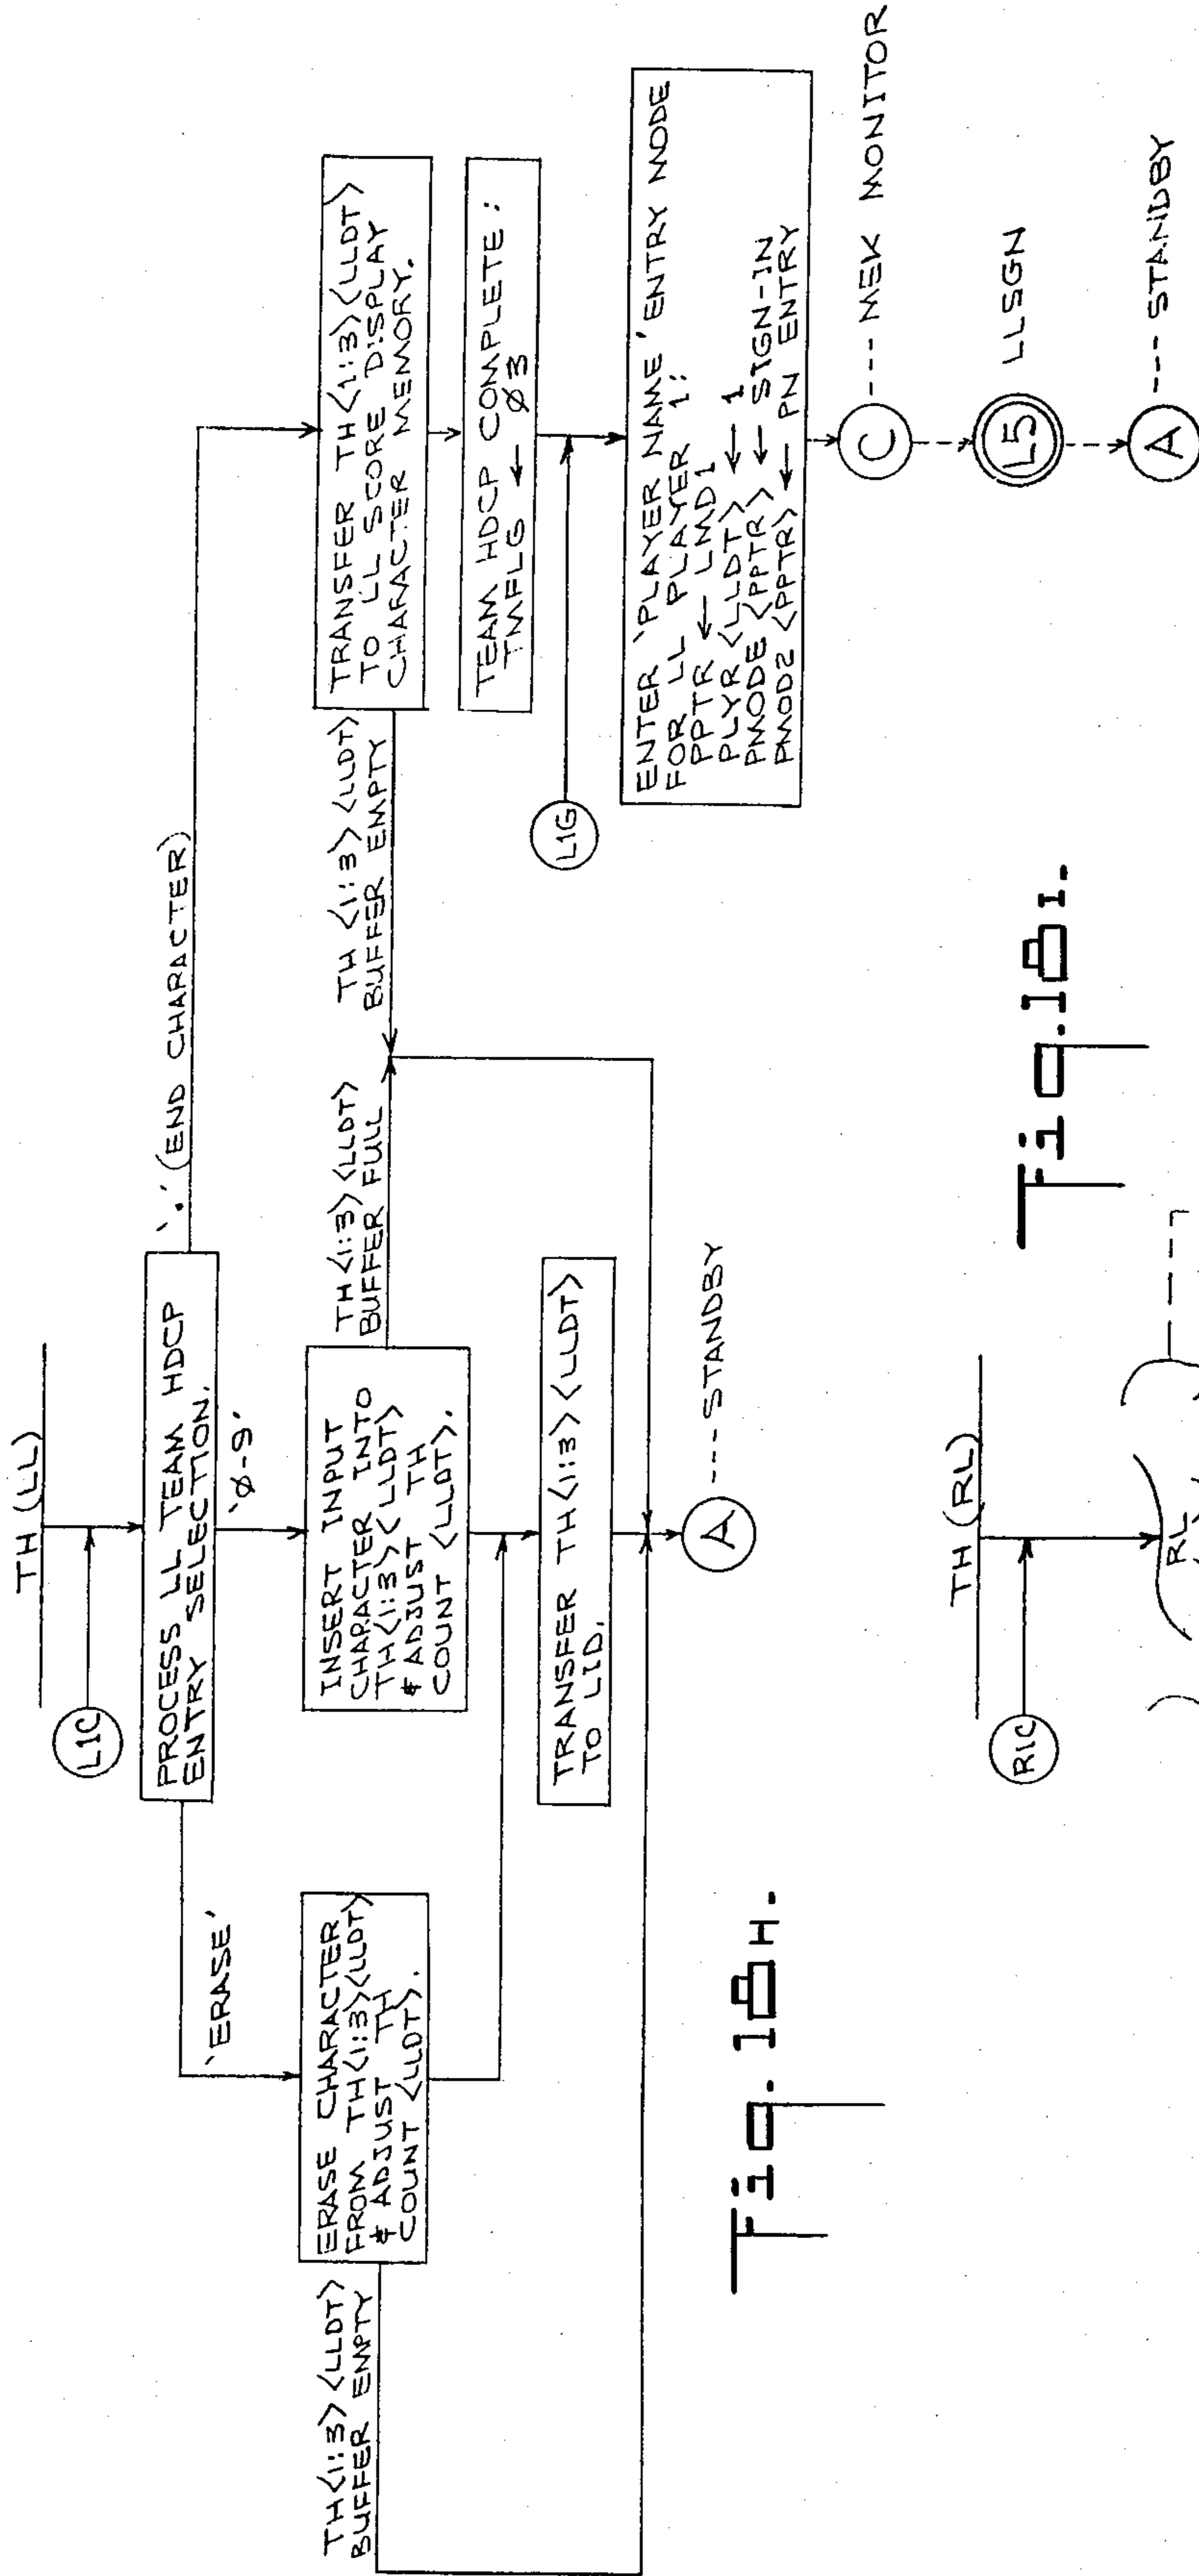 TH (LL)
L1C
PROCESS LL TEAM HDCP
ENTRY SELECTION.
'ERASE'
'Ø-9'
'.' (END CHARACTER)
TH<1:3><LLDT>
BUFFER EMPTY
ERASE CHARACTER
FROM TH<1:3><LLDT>
& ADJUST TH
COUNT <LLDT>.
INSERT INPUT
CHARACTER INTO
TH<1:3><LLDT>
& ADJUST TH
COUNT <LLDT>.
TH<1:3><LLDT>
BUFFER FULL
TH<1:3><LLDT>
BUFFER EMPTY
TRANSFER TH<1:3><LLDT>
TO LL SCORE DISPLAY
CHARACTER MEMORY.
TEAM HDCP COMPLETE:
TMFLG ← Ø3
TRANSFER TH<1:3><LLDT>
TO LID.
L1G
ENTER 'PLAYER NAME' ENTRY MODE
FOR LL PLAYER 1:
PPTR ← LMD1
PLYR <LLDT> ← 1
PMODE <PPTR> ← SIGN-IN
PMOD2 <PPTR> ← PN ENTRY
A ---STANDBY
C --- MEK MONITOR
L5 LLSGN
A --- STANDBY
Fig. 18H.
TH (RL)
R1C
RL
Fig. 18I.